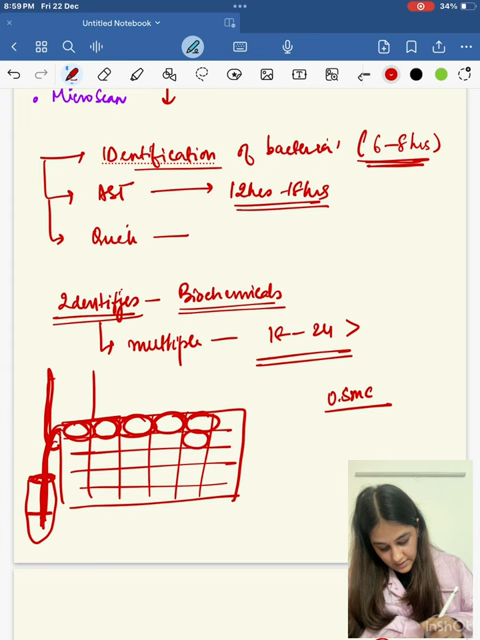 8:59 PM Fri 22 Dec
34%
Untitled Notebook
• MicroScan ↓
→ Identification of bacteria (6-8hrs)
→ AST → 12hrs - 18hrs
→ Quick —
Identifies - Biochemicals
↳ multiple — 18 - 24 >
0.5mc
InShOt